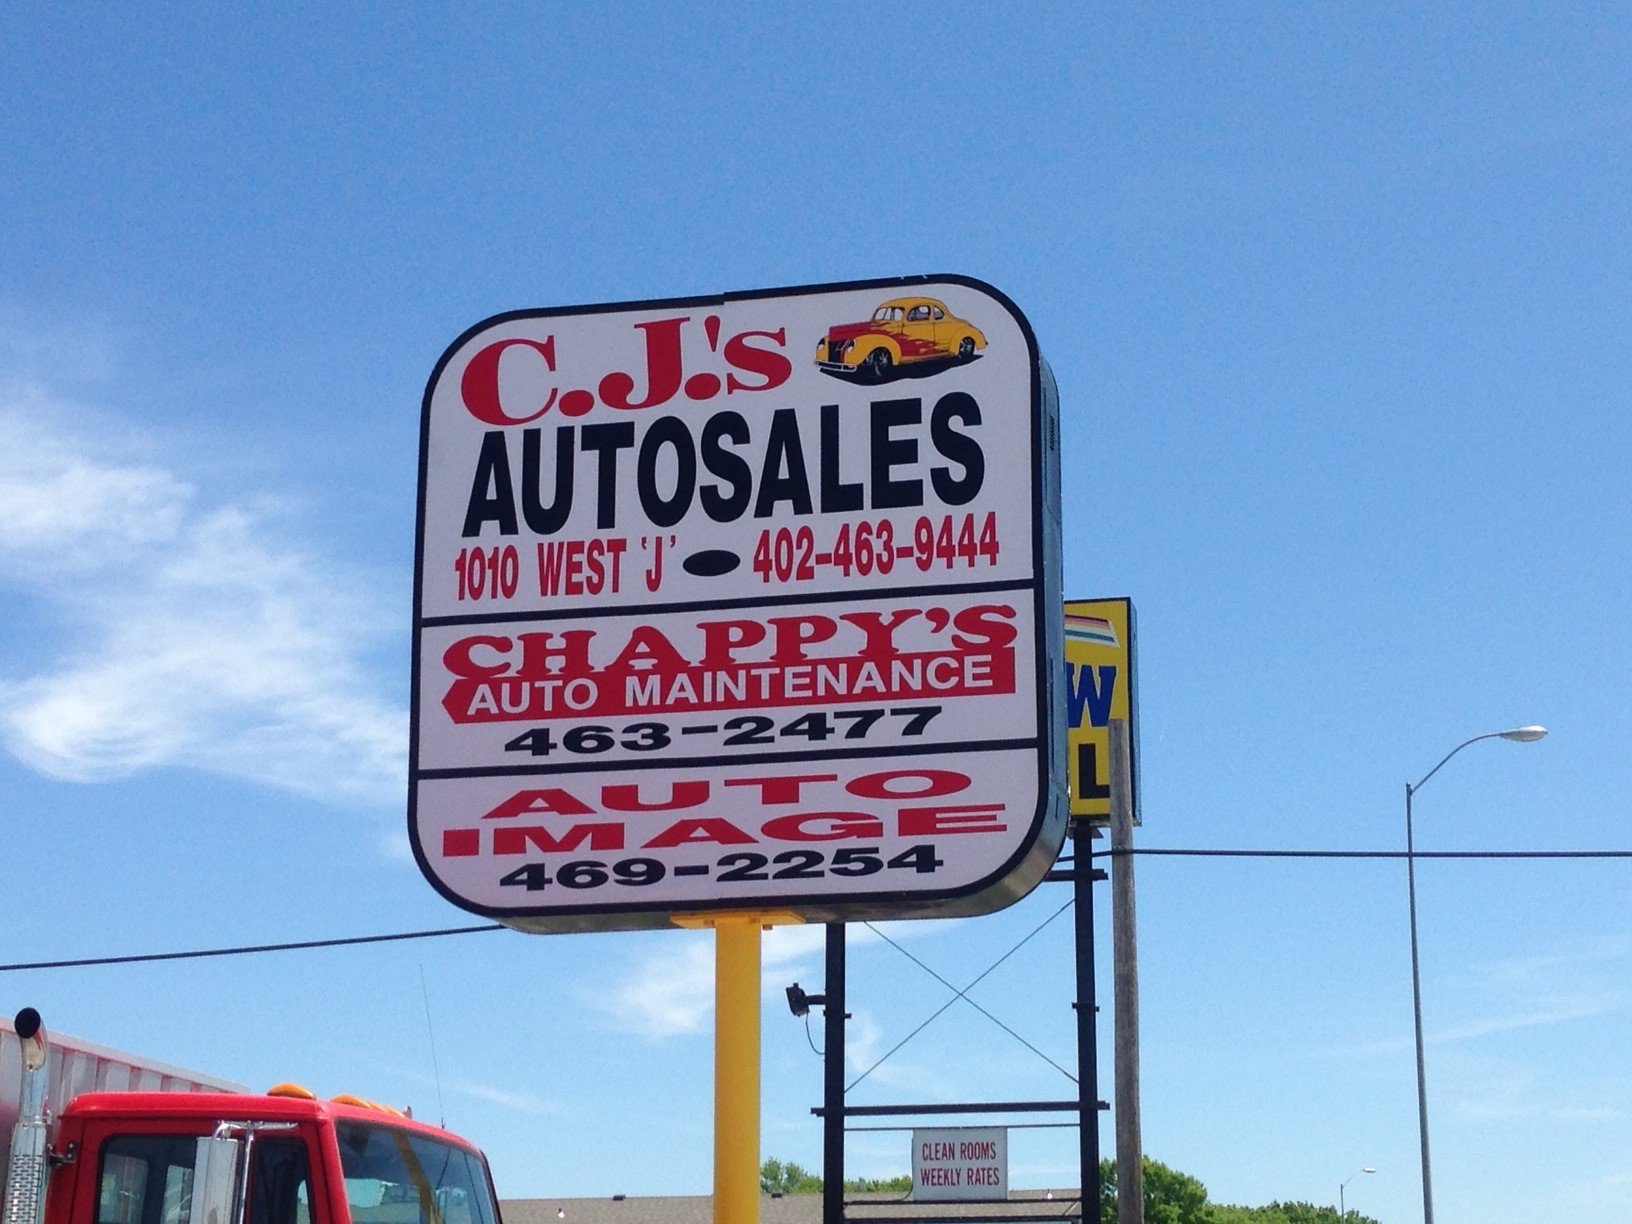 C.J.'s
AUTOSALES
1010 WEST 'J' • 402-463-9444
CHAPPY'S
AUTO MAINTENANCE
463-2477
AUTO
IMAGE
469-2254
W
L
CLEAN ROOMS
WEEKLY RATES